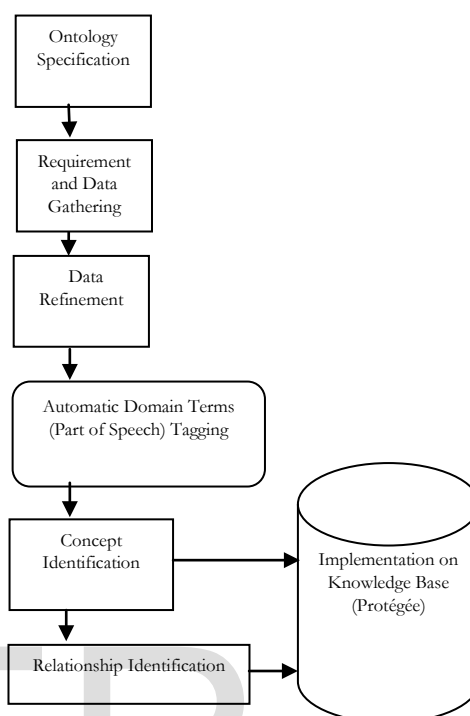 Ontology
Specification
Requirement
and Data
Gathering
Data
Refinement
Automatic Domain Terms
(Part of Speech) Tagging
Concept
Identification
Implementation on
Knowledge Base
(Protégée)
Relationship Identification